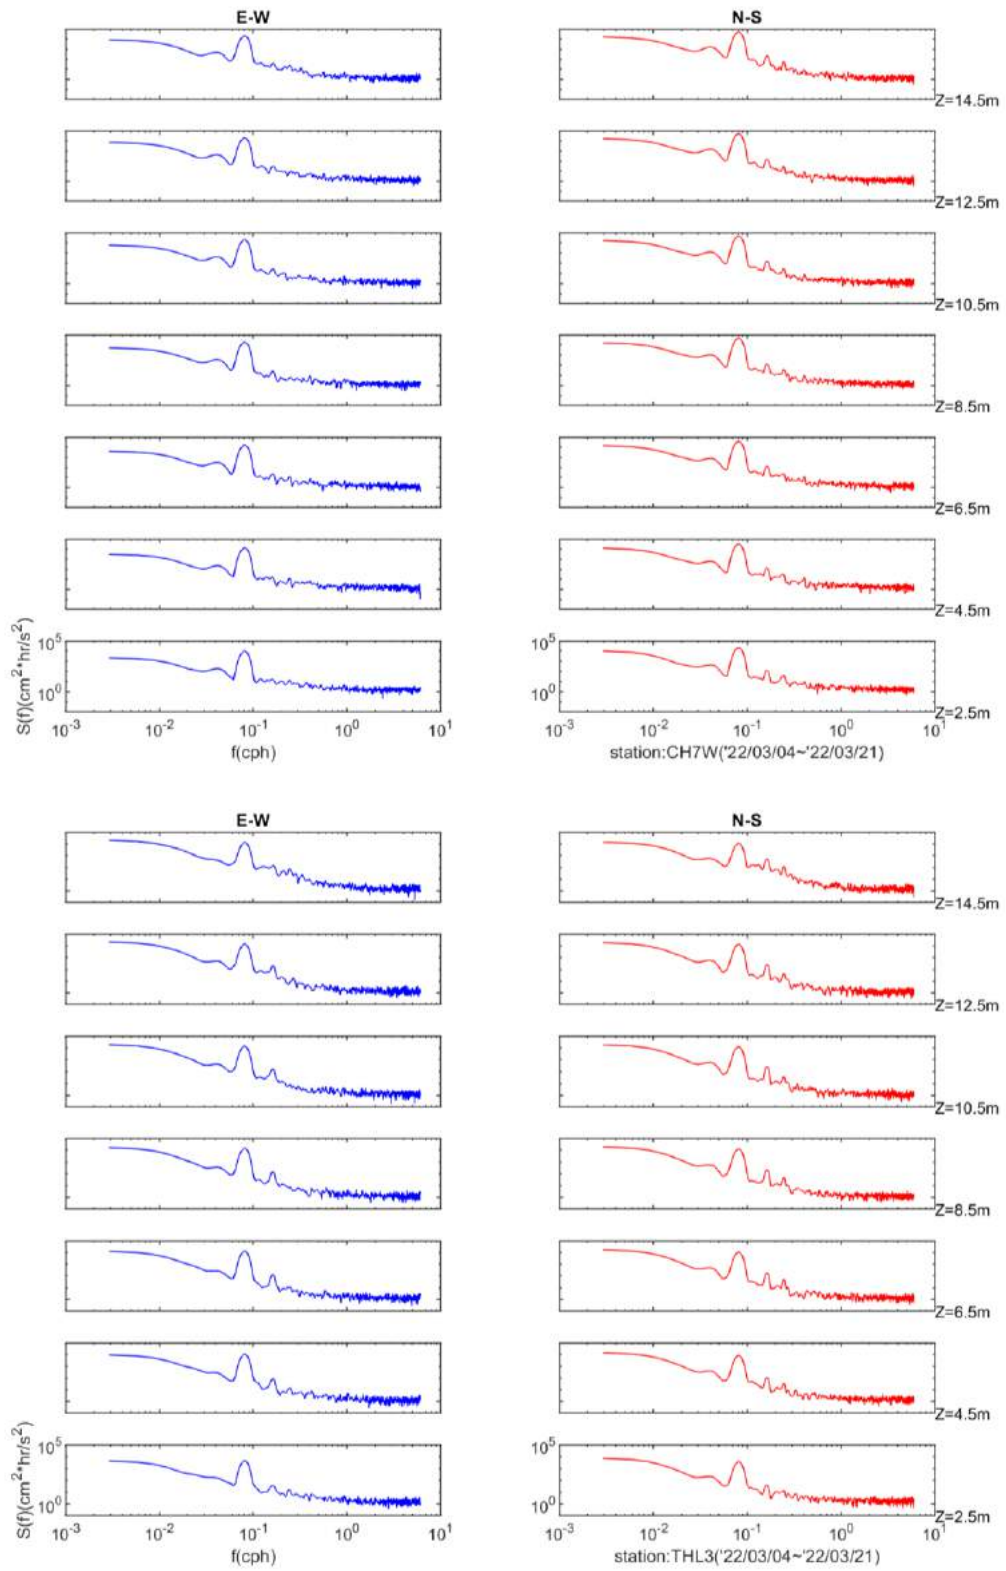 E-W N-S
Z=14.5m
Z=12.5m
Z=10.5m
Z=8.5m
Z=6.5m
Z=4.5m
S(f)(cm²*hr/s²)
10⁵ 10⁵
10⁰ 10⁰
Z=2.5m
10⁻³ 10⁻² 10⁻¹ 10⁰ 10¹ 10⁻³ 10⁻² 10⁻¹ 10⁰ 10¹
f(cph) station:CH7W('22/03/04~'22/03/21)
E-W N-S
Z=14.5m
Z=12.5m
Z=10.5m
Z=8.5m
Z=6.5m
Z=4.5m
S(f)(cm²*hr/s²)
10⁵ 10⁵
10⁰ 10⁰
Z=2.5m
10⁻³ 10⁻² 10⁻¹ 10⁰ 10¹ 10⁻³ 10⁻² 10⁻¹ 10⁰ 10¹
f(cph) station:THL3('22/03/04~'22/03/21)